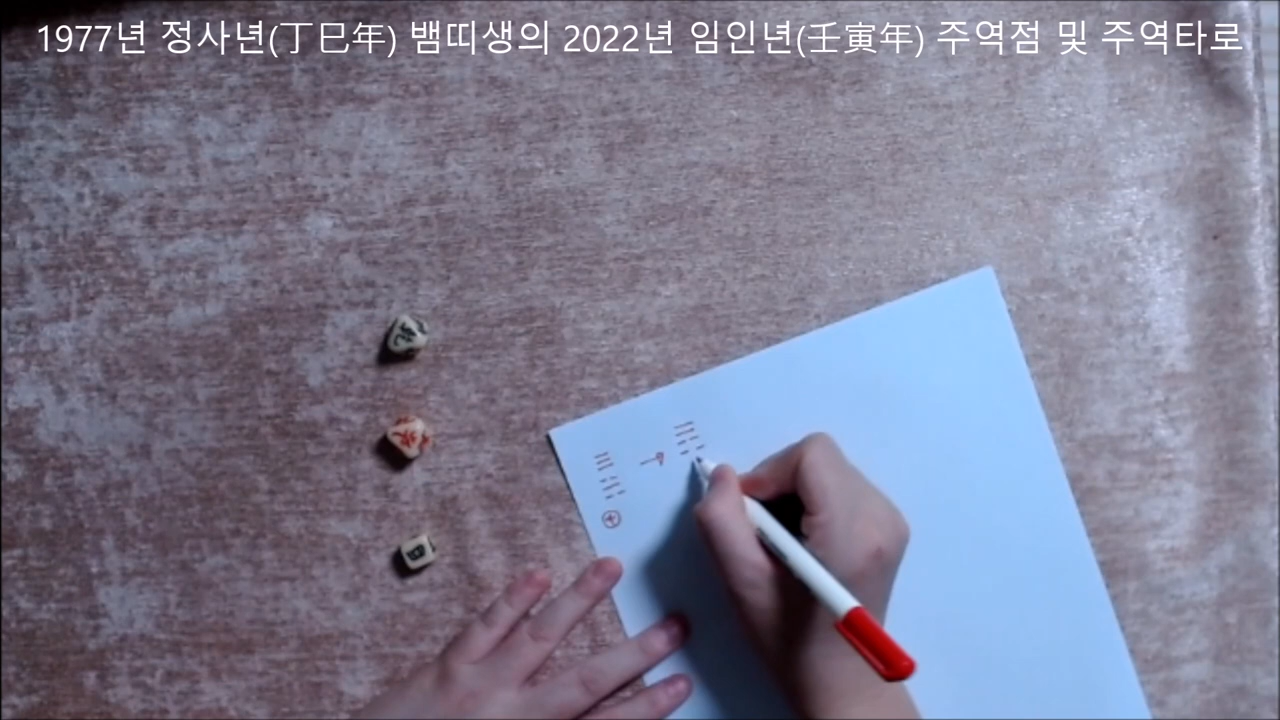 1977년 정사년(丁巳年) 뱀띠생의 2022년 임인년(壬寅年) 주역점 및 주역타로